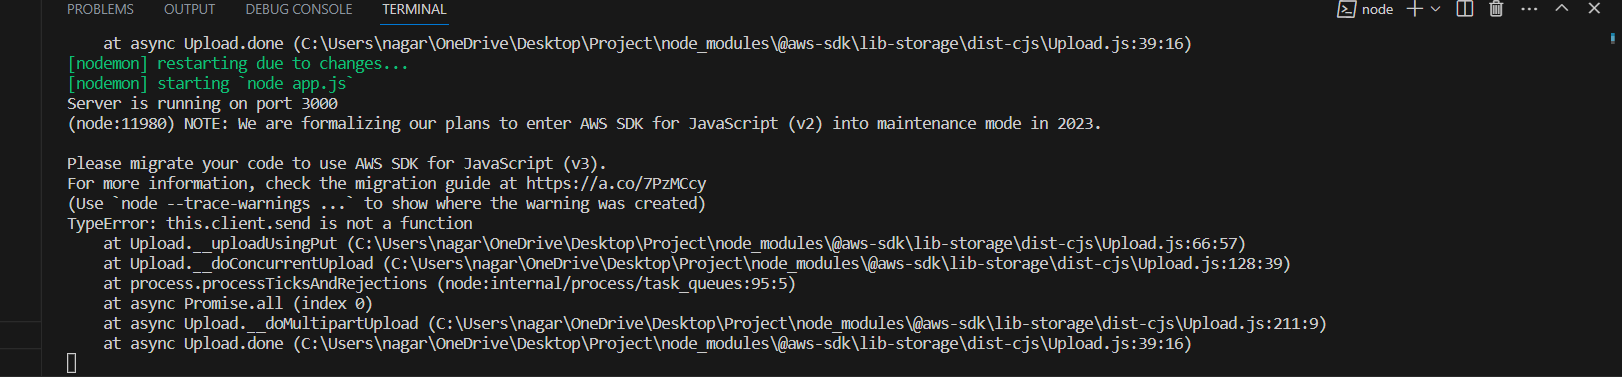 PROBLEMS OUTPUT DEBUG CONSOLE TERMINAL node
at async Upload.done (C:\Users\nagar\OneDrive\Desktop\Project\node_modules\@aws-sdk\lib-storage\dist-cjs\Upload.js:39:16)
[nodemon] restarting due to changes...
[nodemon] starting `node app.js`
Server is running on port 3000
(node:11980) NOTE: We are formalizing our plans to enter AWS SDK for JavaScript (v2) into maintenance mode in 2023.
Please migrate your code to use AWS SDK for JavaScript (v3).
For more information, check the migration guide at https://a.co/7PzMCcy
(Use `node --trace-warnings ...` to show where the warning was created)
TypeError: this.client.send is not a function
at Upload.__uploadUsingPut (C:\Users\nagar\OneDrive\Desktop\Project\node_modules\@aws-sdk\lib-storage\dist-cjs\Upload.js:66:57)
at Upload.__doConcurrentUpload (C:\Users\nagar\OneDrive\Desktop\Project\node_modules\@aws-sdk\lib-storage\dist-cjs\Upload.js:128:39)
at process.processTicksAndRejections (node:internal/process/task_queues:95:5)
at async Promise.all (index 0)
at async Upload.__doMultipartUpload (C:\Users\nagar\OneDrive\Desktop\Project\node_modules\@aws-sdk\lib-storage\dist-cjs\Upload.js:211:9)
at async Upload.done (C:\Users\nagar\OneDrive\Desktop\Project\node_modules\@aws-sdk\lib-storage\dist-cjs\Upload.js:39:16)